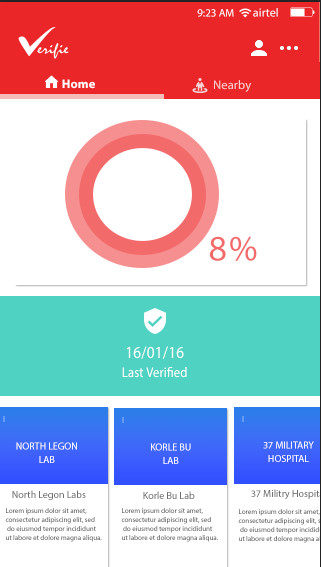 9:23 AM airtel
Verifie
Home
Nearby
8%
16/01/16
Last Verified
NORTH LEGON
LAB
KORLE BU
LAB
37 MILITARY
HOSPITAL
North Legon Labs
Korle Bu Lab
37 Militry Hospit
Lorem ipsum dolor sit amet,
consectetur adipiscing elit, sed
do eiusmod tempor incididunt
ut labore et dolore magna aliqua.
Lorem ipsum dolor sit amet,
consectetur adipiscing elit, sed
do eiusmod tempor incididunt
ut labore et dolore magna aliqua.
Lorem ipsum dolor sit amet,
consectetur adipiscing elit, s
do eiusmod tempor incidid
ut labore et dolore magna al